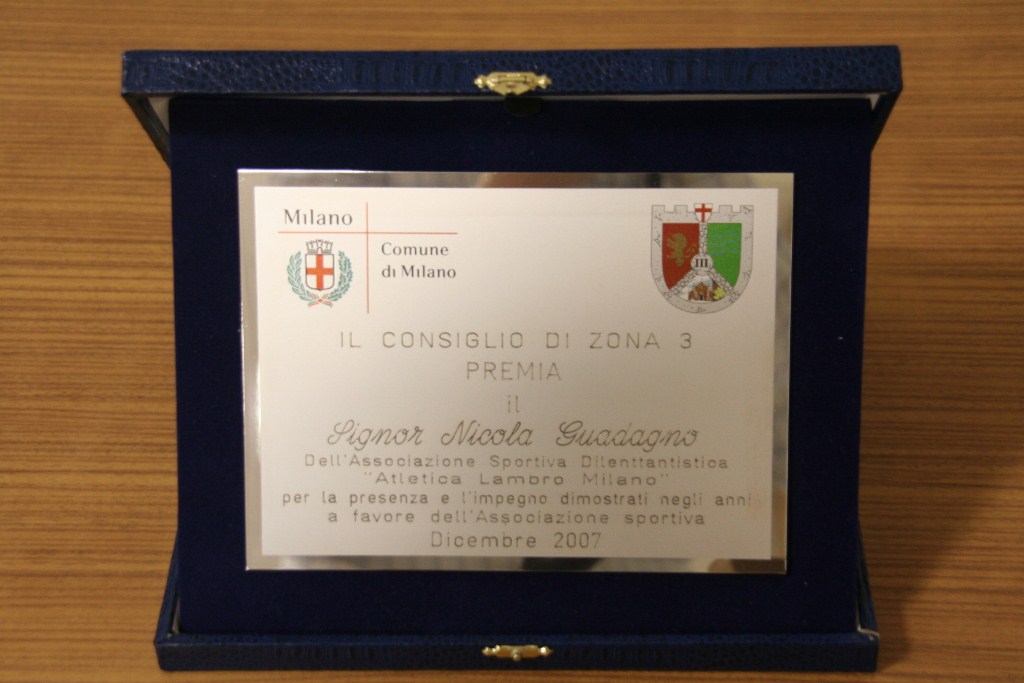 Milano
Comune
di Milano
III
IL CONSIGLIO DI ZONA 3
PREMIA
il
Signor Nicola Guadagno
Dell'Associazione Sportiva Dilenttantistica
"Atletica Lambro Milano"
per la presenza e l'impegno dimostrati negli anni
a favore dell'Associazione sportiva
Dicembre 2007